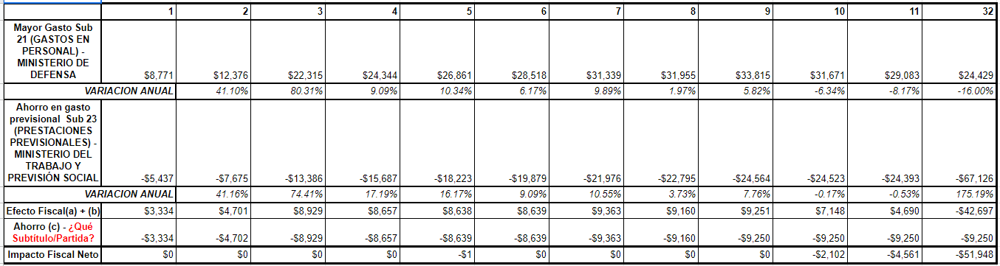 1 2 3 4 5 6 7 8 9 10 11 32
Mayor Gasto Sub
21 (GASTOS EN
PERSONAL) -
MINISTERIO DE
DEFENSA $8,771 $12,376 $22,315 $24,344 $26,861 $28,518 $31,339 $31,955 $33,815 $31,671 $29,083 $24,429
VARIACION ANUAL 41.10% 80.31% 9.09% 10.34% 6.17% 9.89% 1.97% 5.82% -6.34% -8.17% -16.00%
Ahorro en gasto
previsional Sub 23
(PRESTACIONES
PREVISIONALES) -
MINISTERIO DEL
TRABAJO Y
PREVISIÓN SOCIAL -$5,437 -$7,675 -$13,386 -$15,687 -$18,223 -$19,879 -$21,976 -$22,795 -$24,564 -$24,523 -$24,393 -$67,126
VARIACION ANUAL 41.16% 74.41% 17.19% 16.17% 9.09% 10.55% 3.73% 7.76% -0.17% -0.53% 175.19%
Efecto Fiscal(a) + (b) $3,334 $4,701 $8,929 $8,657 $8,638 $8,639 $9,363 $9,160 $9,251 $7,148 $4,690 -$42,697
Ahorro (c) - ¿Qué
Subtítulo/Partida? -$3,334 -$4,702 -$8,929 -$8,657 -$8,639 -$8,639 -$9,363 -$9,160 -$9,250 -$9,250 -$9,250 -$9,250
Impacto Fiscal Neto $0 $0 $0 $0 -$1 $0 $0 $0 $0 -$2,102 -$4,561 -$51,948